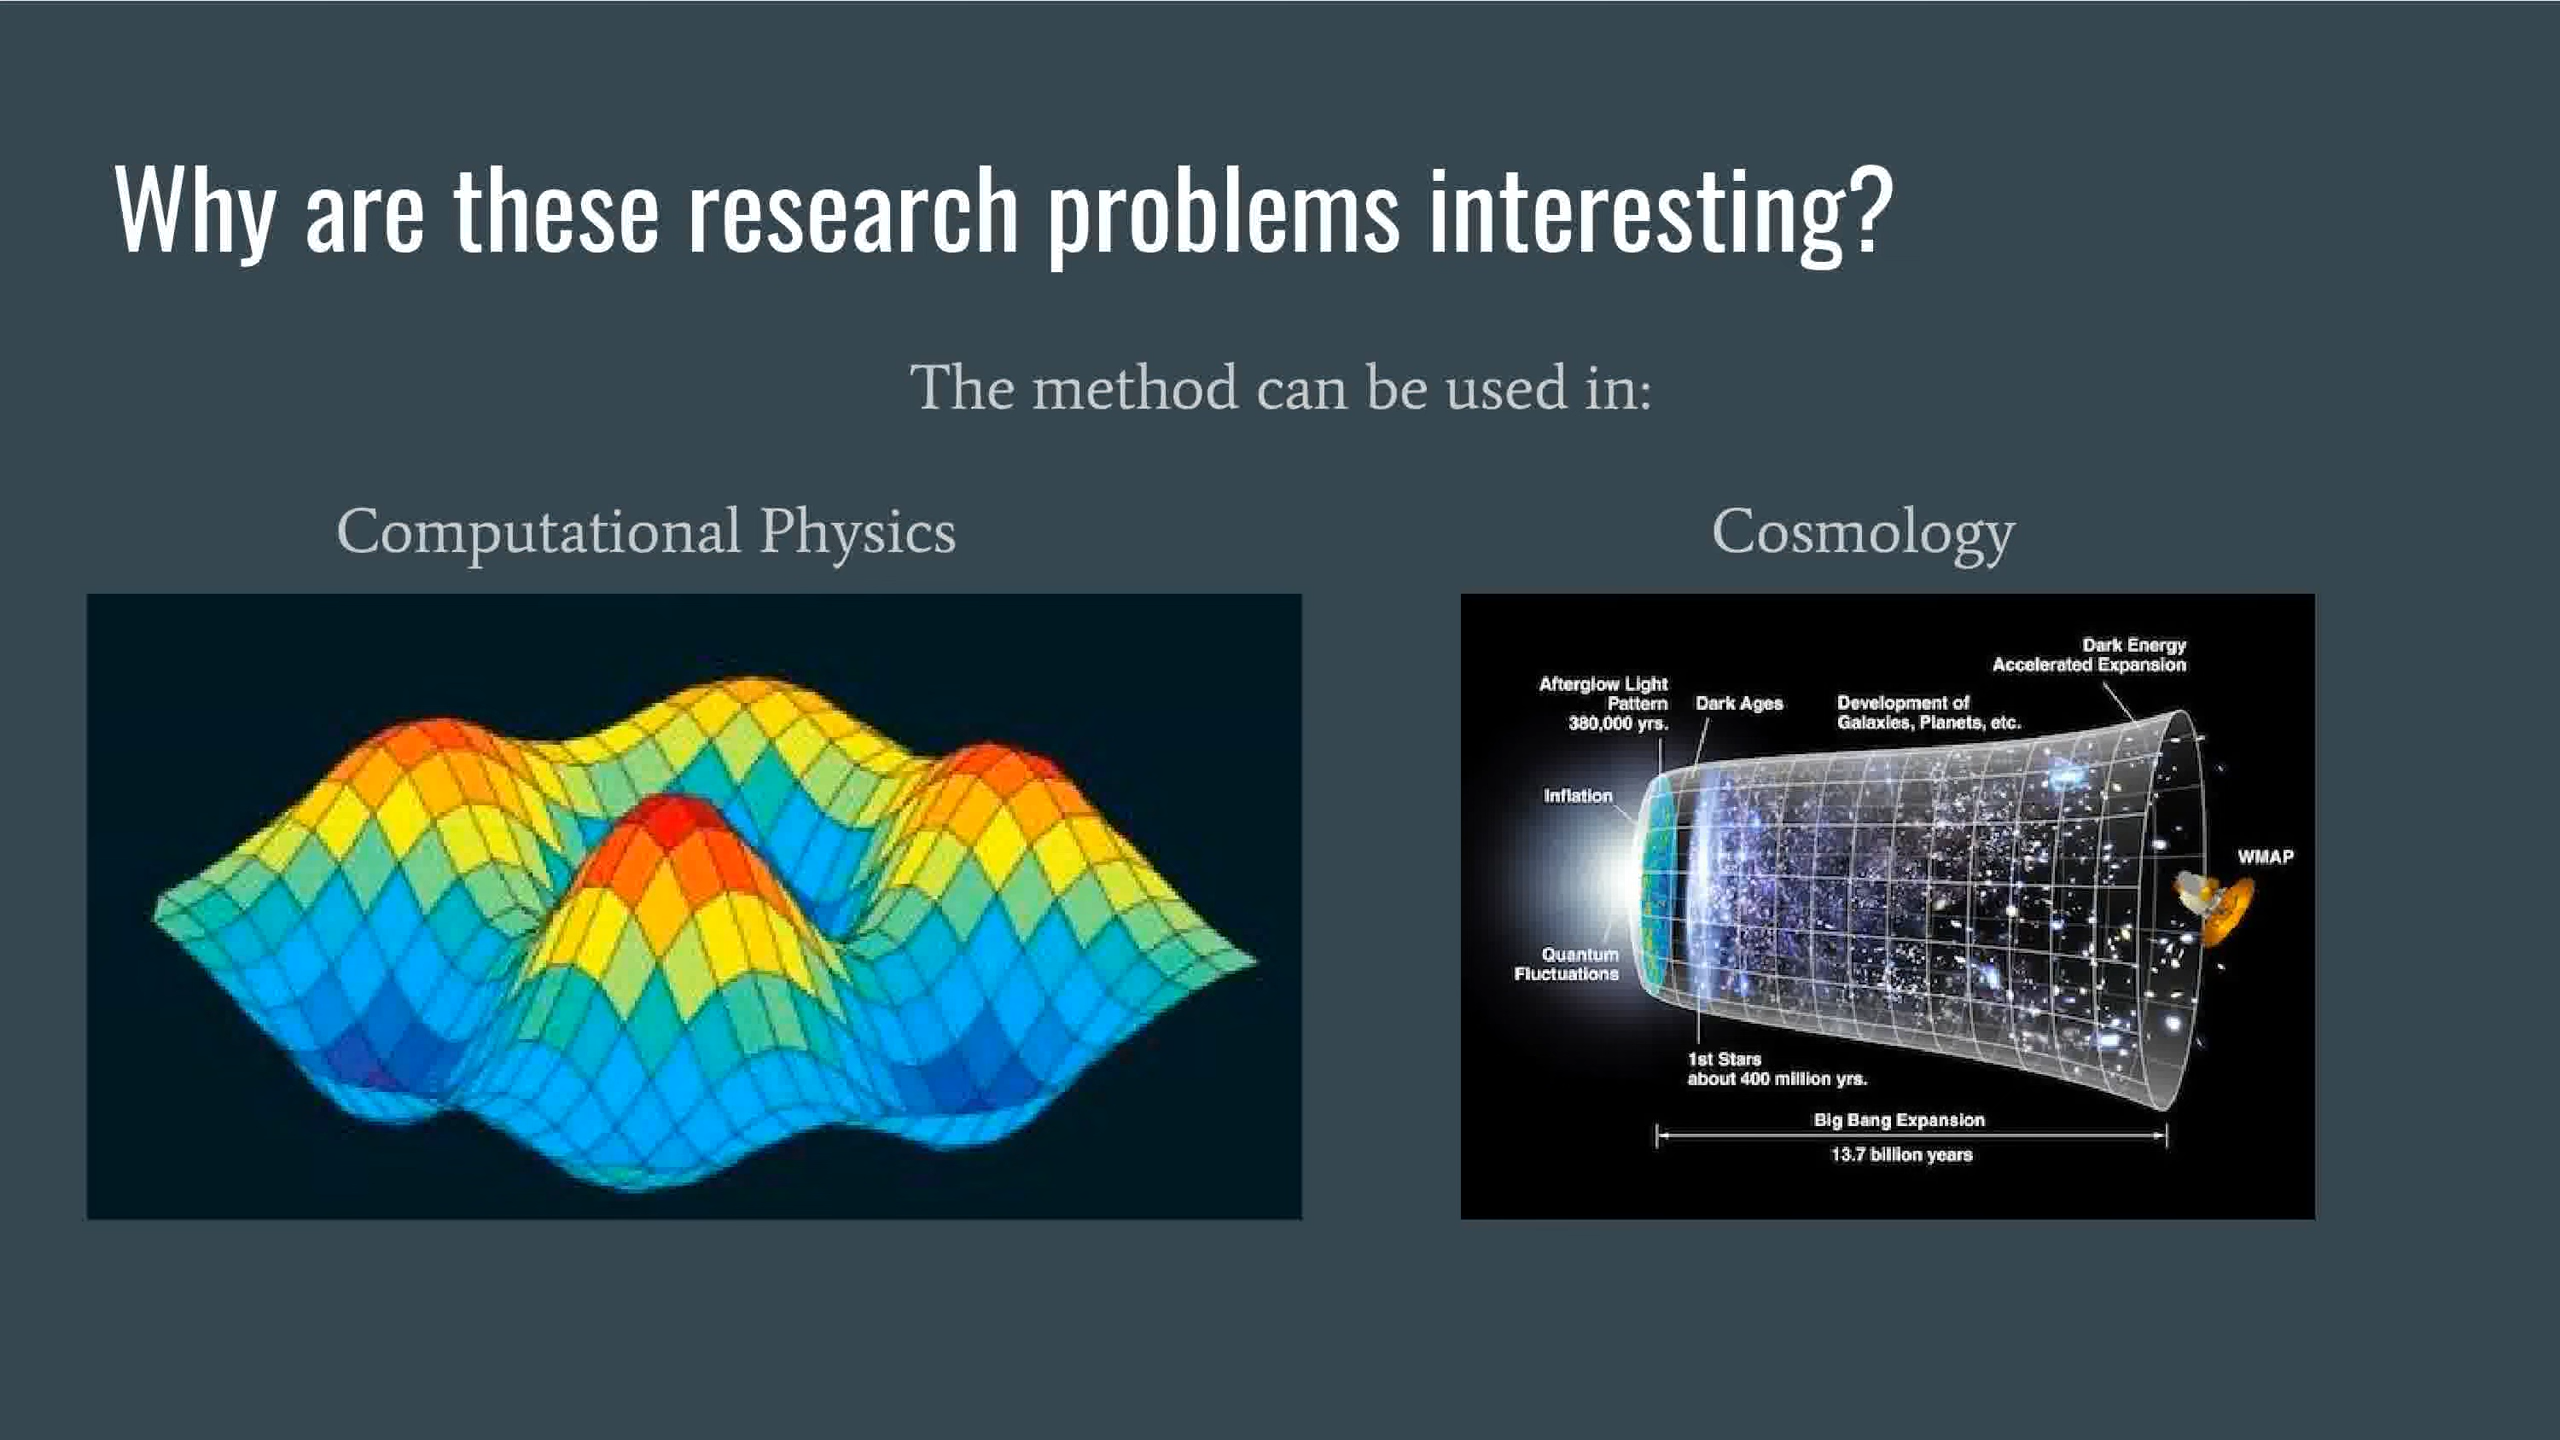 Why are these research problems interesting?
The method can be used in:
Computational Physics
Cosmology
Dark Energy
Accelerated Expansion
Afterglow Light
Pattern
380,000 yrs.
Dark Ages
Development of
Galaxies, Planets, etc.
Inflation
WMAP
Quantum
Fluctuations
1st Stars
about 400 million yrs.
Big Bang Expansion
13.7 billion years